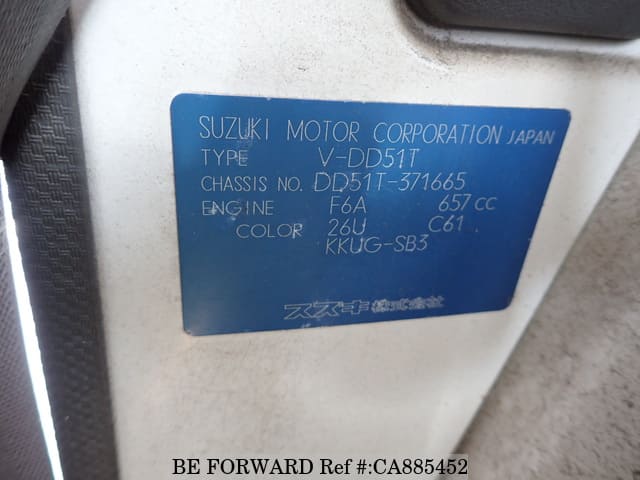 SUZUKI MOTOR CORPORATION JAPAN
TYPE V-DD51T
CHASSIS NO. DD51T-371665
ENGINE F6A 657 CC
COLOR 26U C61
KKUG-SB3
スズキ株式会社
BE FORWARD Ref #:CA885452